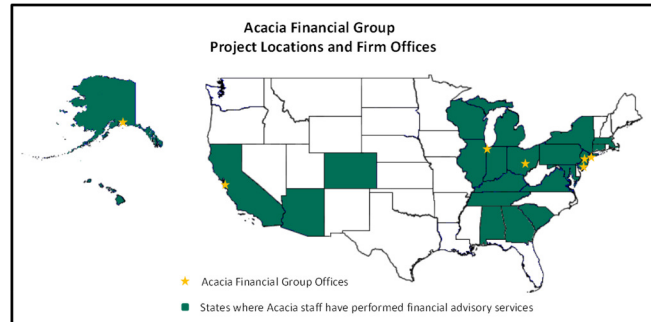 Acacia Financial Group
Project Locations and Firm Offices
Acacia Financial Group Offices
States where Acacia staff have performed financial advisory services